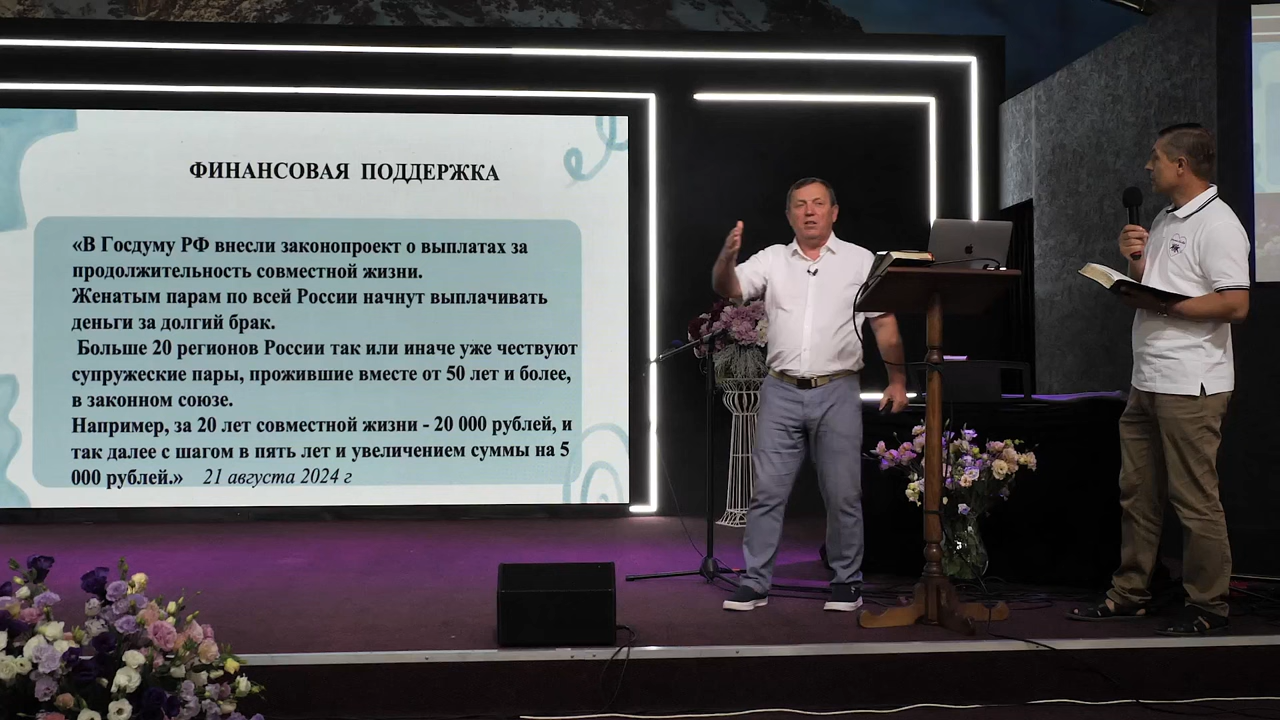 ФИНАНСОВАЯ ПОДДЕРЖКА
«В Госдуму РФ внесли законопроект о выплатах за
продолжительность совместной жизни.
Женатым парам по всей России начнут выплачивать
деньги за долгий брак.
Больше 20 регионов России так или иначе уже чествуют
супружеские пары, прожившие вместе от 50 лет и более,
в законном союзе.
Например, за 20 лет совместной жизни - 20 000 рублей, и
так далее с шагом в пять лет и увеличением суммы на 5
000 рублей.» 21 августа 2024 г